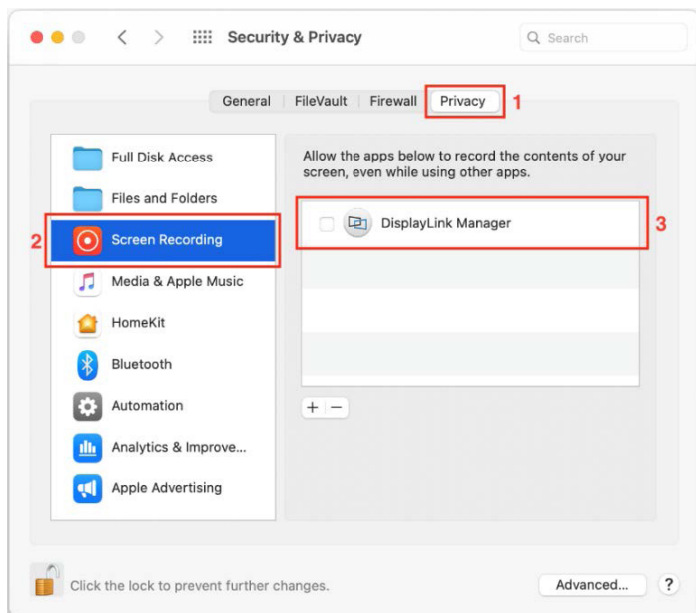 Security & Privacy
Search
General FileVault Firewall Privacy 1
Full Disk Access
Files and Folders
2 Screen Recording
Media & Apple Music
HomeKit
Bluetooth
Automation
Analytics & Improve...
Apple Advertising
Allow the apps below to record the contents of your
screen, even while using other apps.
DisplayLink Manager 3
+ −
Click the lock to prevent further changes.
Advanced... ?